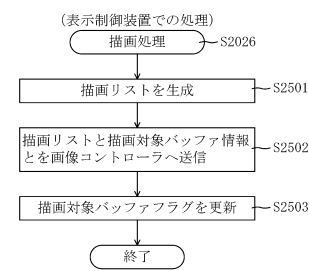 (表示制御装置での処理)
描画処理 S2026
描画リストを生成 S2501
描画リストと描画対象バッファ情報
とを画像コントローラへ送信 S2502
描画対象バッファフラグを更新 S2503
終了